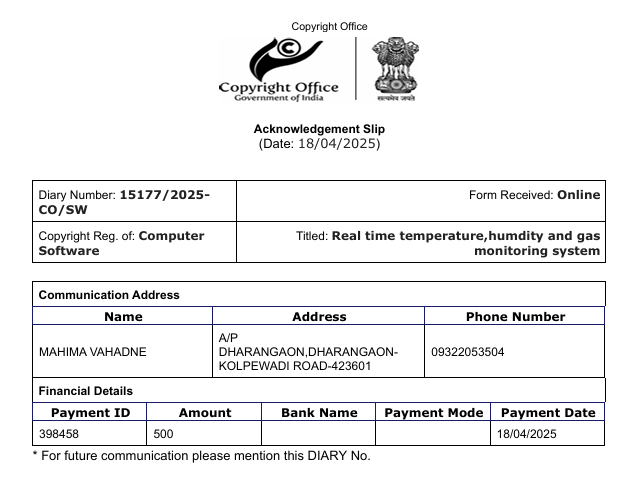 Copyright Office
Copyright Office
Government of India
सत्यमेव जयते
Acknowledgement Slip
(Date: 18/04/2025)
Diary Number: 15177/2025-
CO/SW
Form Received: Online
Copyright Reg. of: Computer
Software
Titled: Real time temperature,humdity and gas
monitoring system
Communication Address
Name Address Phone Number
MAHIMA VAHADNE
A/P
DHARANGAON,DHARANGAON-
KOLPEWADI ROAD-423601
09322053504
Financial Details
Payment ID Amount Bank Name Payment Mode Payment Date
398458 500 18/04/2025
* For future communication please mention this DIARY No.